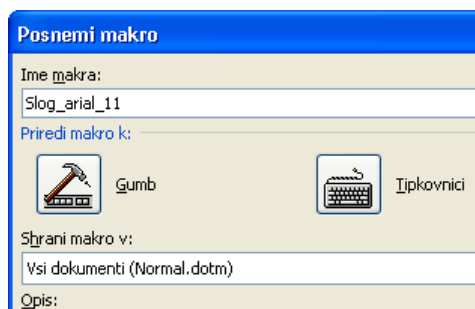 Posnemi makro
Ime makra:
Slog_arial_11
Priredi makro k:
Gumb
Tipkovnici
Shrani makro v:
Vsi dokumenti (Normal.dotm)
Opis: